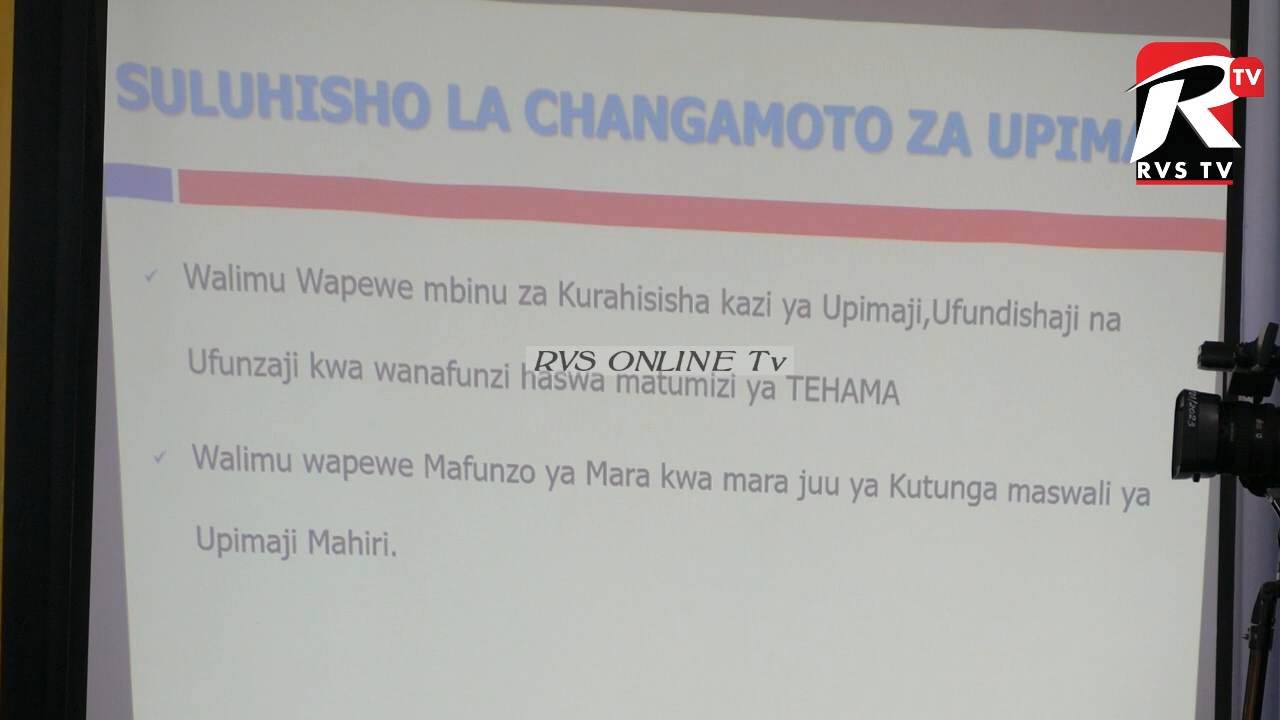 SULUHISHO LA CHANGAMOTO ZA
Walimu Wapewe mbinu za Kurahisisha kazi ya Upimaji,Ufundishaji na
Ufunzaji kwa wanafunzi haswa matumizi ya TEHAMA
Walimu wapewe Mafunzo ya Mara kwa mara juu ya Kutunga maswali ya
Upimaji Mahiri.
RVS ONLINE Tv
R TV
RVS TV